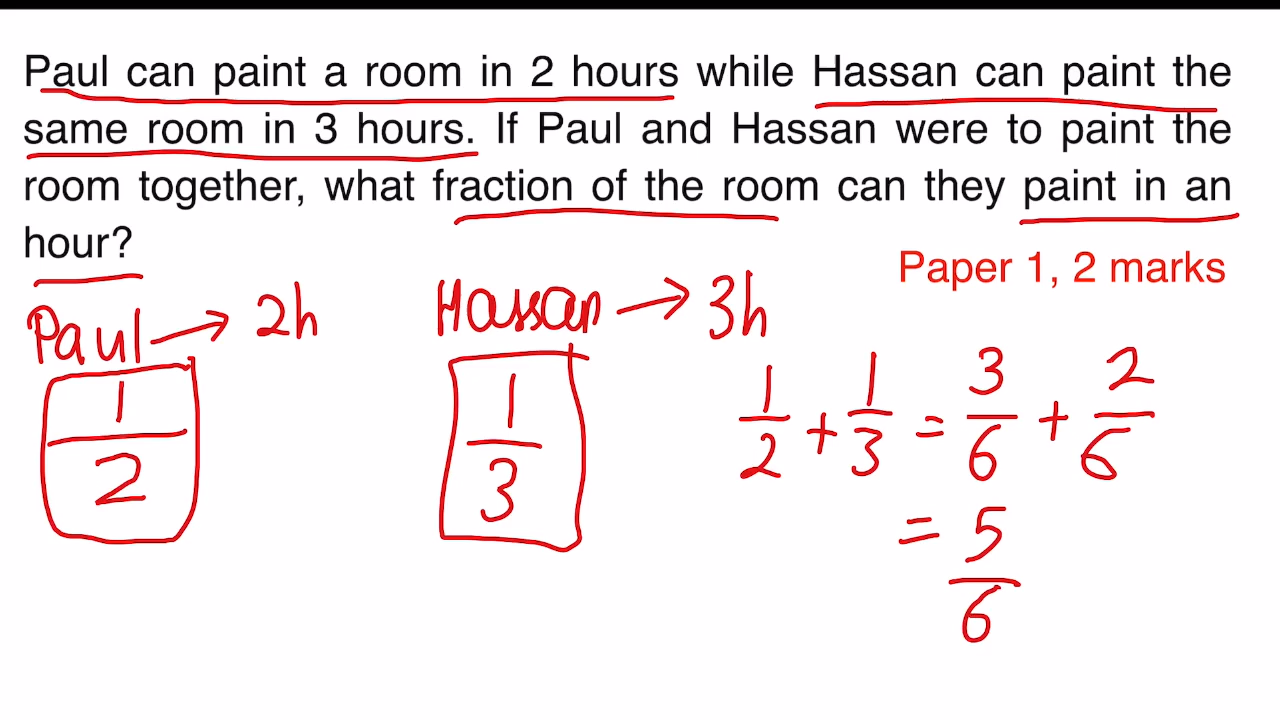 Paul can paint a room in 2 hours while Hassan can paint the
same room in 3 hours. If Paul and Hassan were to paint the
room together, what fraction of the room can they paint in an
hour?
Paper 1, 2 marks
Paul → 2h
1/2
Hassan → 3h
1/3
1/2 + 1/3 = 3/6 + 2/6
= 5/6